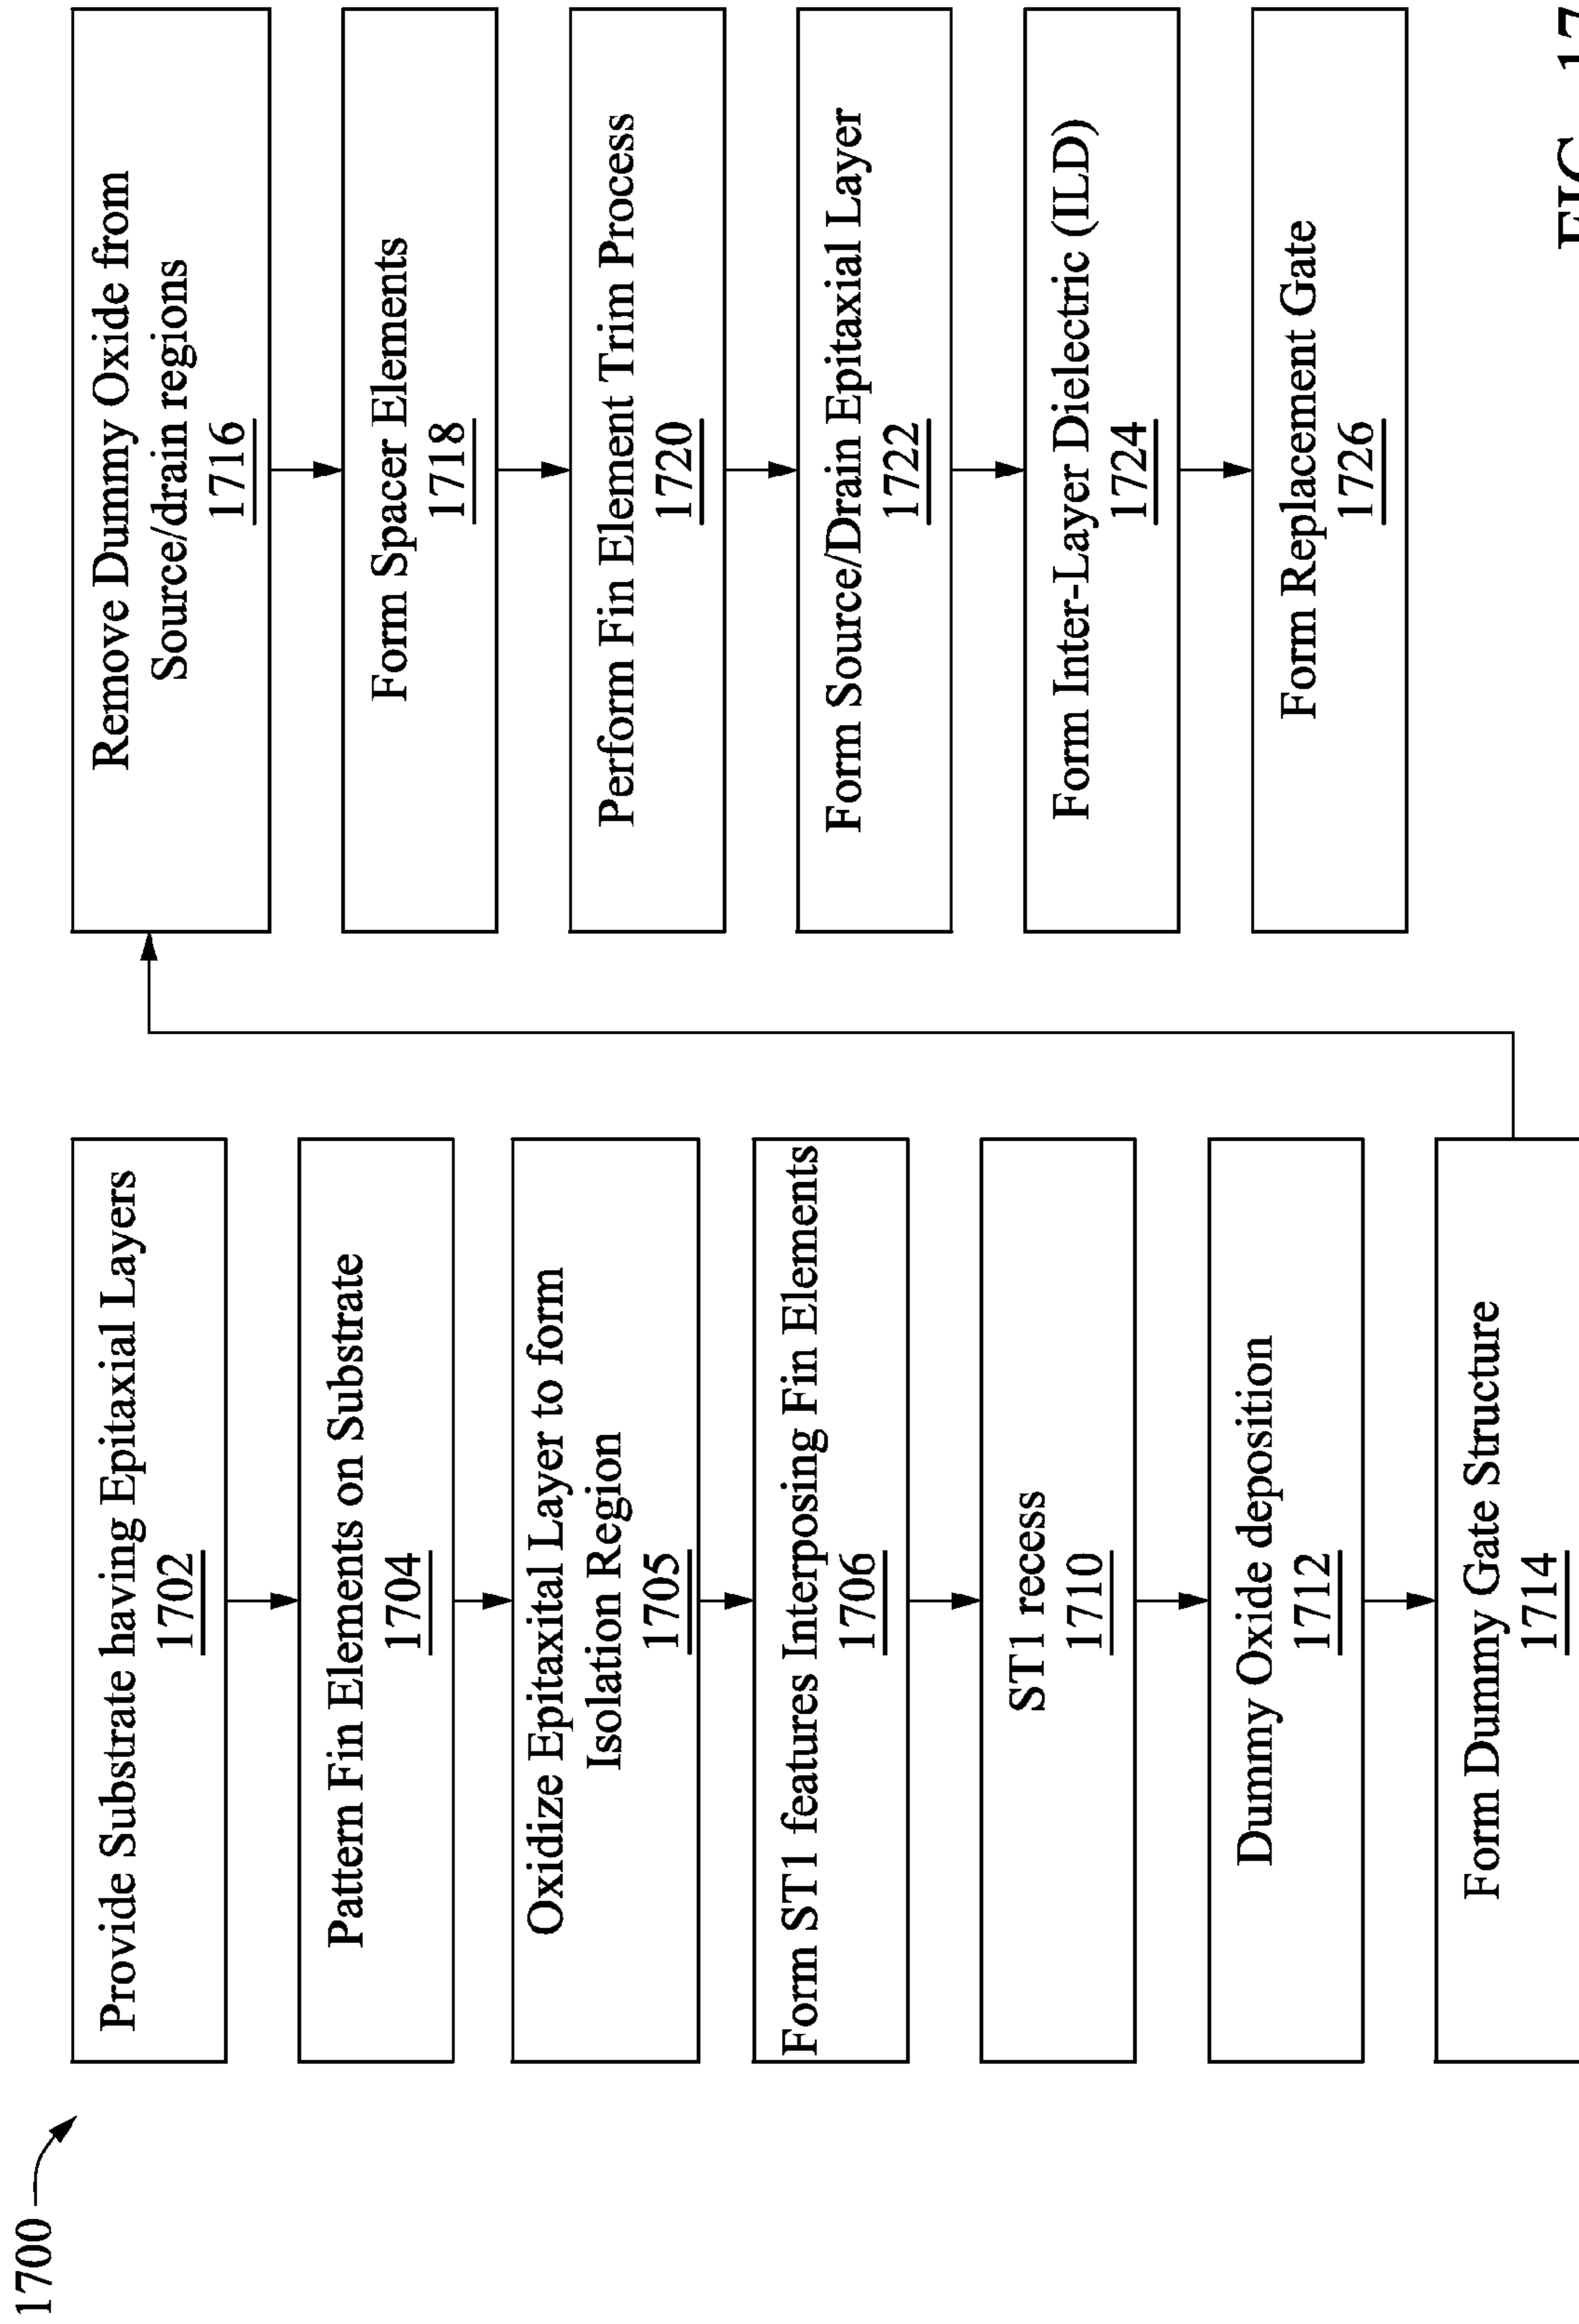 1700
Provide Substrate having Epitaxial Layers
1702
Pattern Fin Elements on Substrate
1704
Oxidize Epitaxital Layer to form
Isolation Region
1705
Form ST1 features Interposing Fin Elements
1706
ST1 recess
1710
Dummy Oxide deposition
1712
Form Dummy Gate Structure
1714
Remove Dummy Oxide from
Source/drain regions
1716
Form Spacer Elements
1718
Perform Fin Element Trim Process
1720
Form Source/Drain Epitaxial Layer
1722
Form Inter-Layer Dielectric (ILD)
1724
Form Replacement Gate
1726
FIG. 17